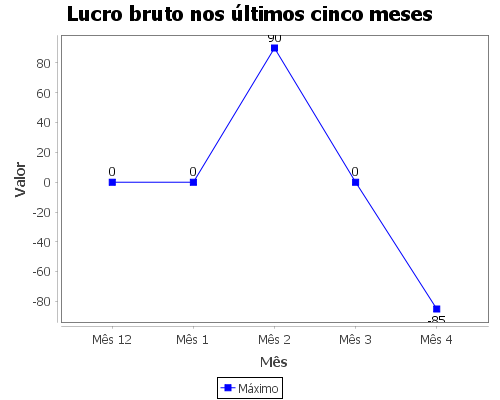 Lucro bruto nos últimos cinco meses
Valor
80
60
40
20
0
-20
-40
-60
-80
0
0
90
0
-85
Mês 12
Mês 1
Mês 2
Mês 3
Mês 4
Mês
Máximo